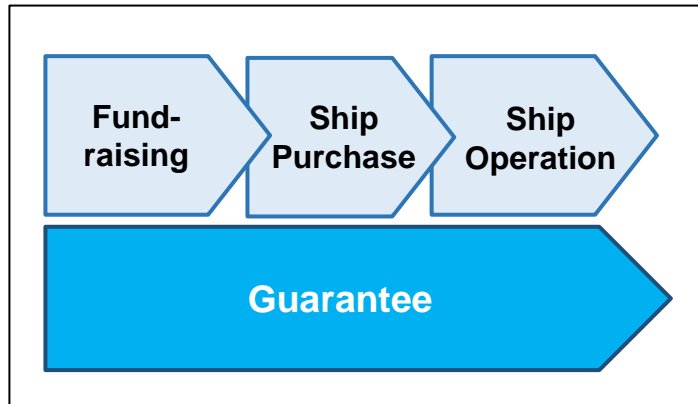 Fund-
raising
Ship
Purchase
Ship
Operation
Guarantee